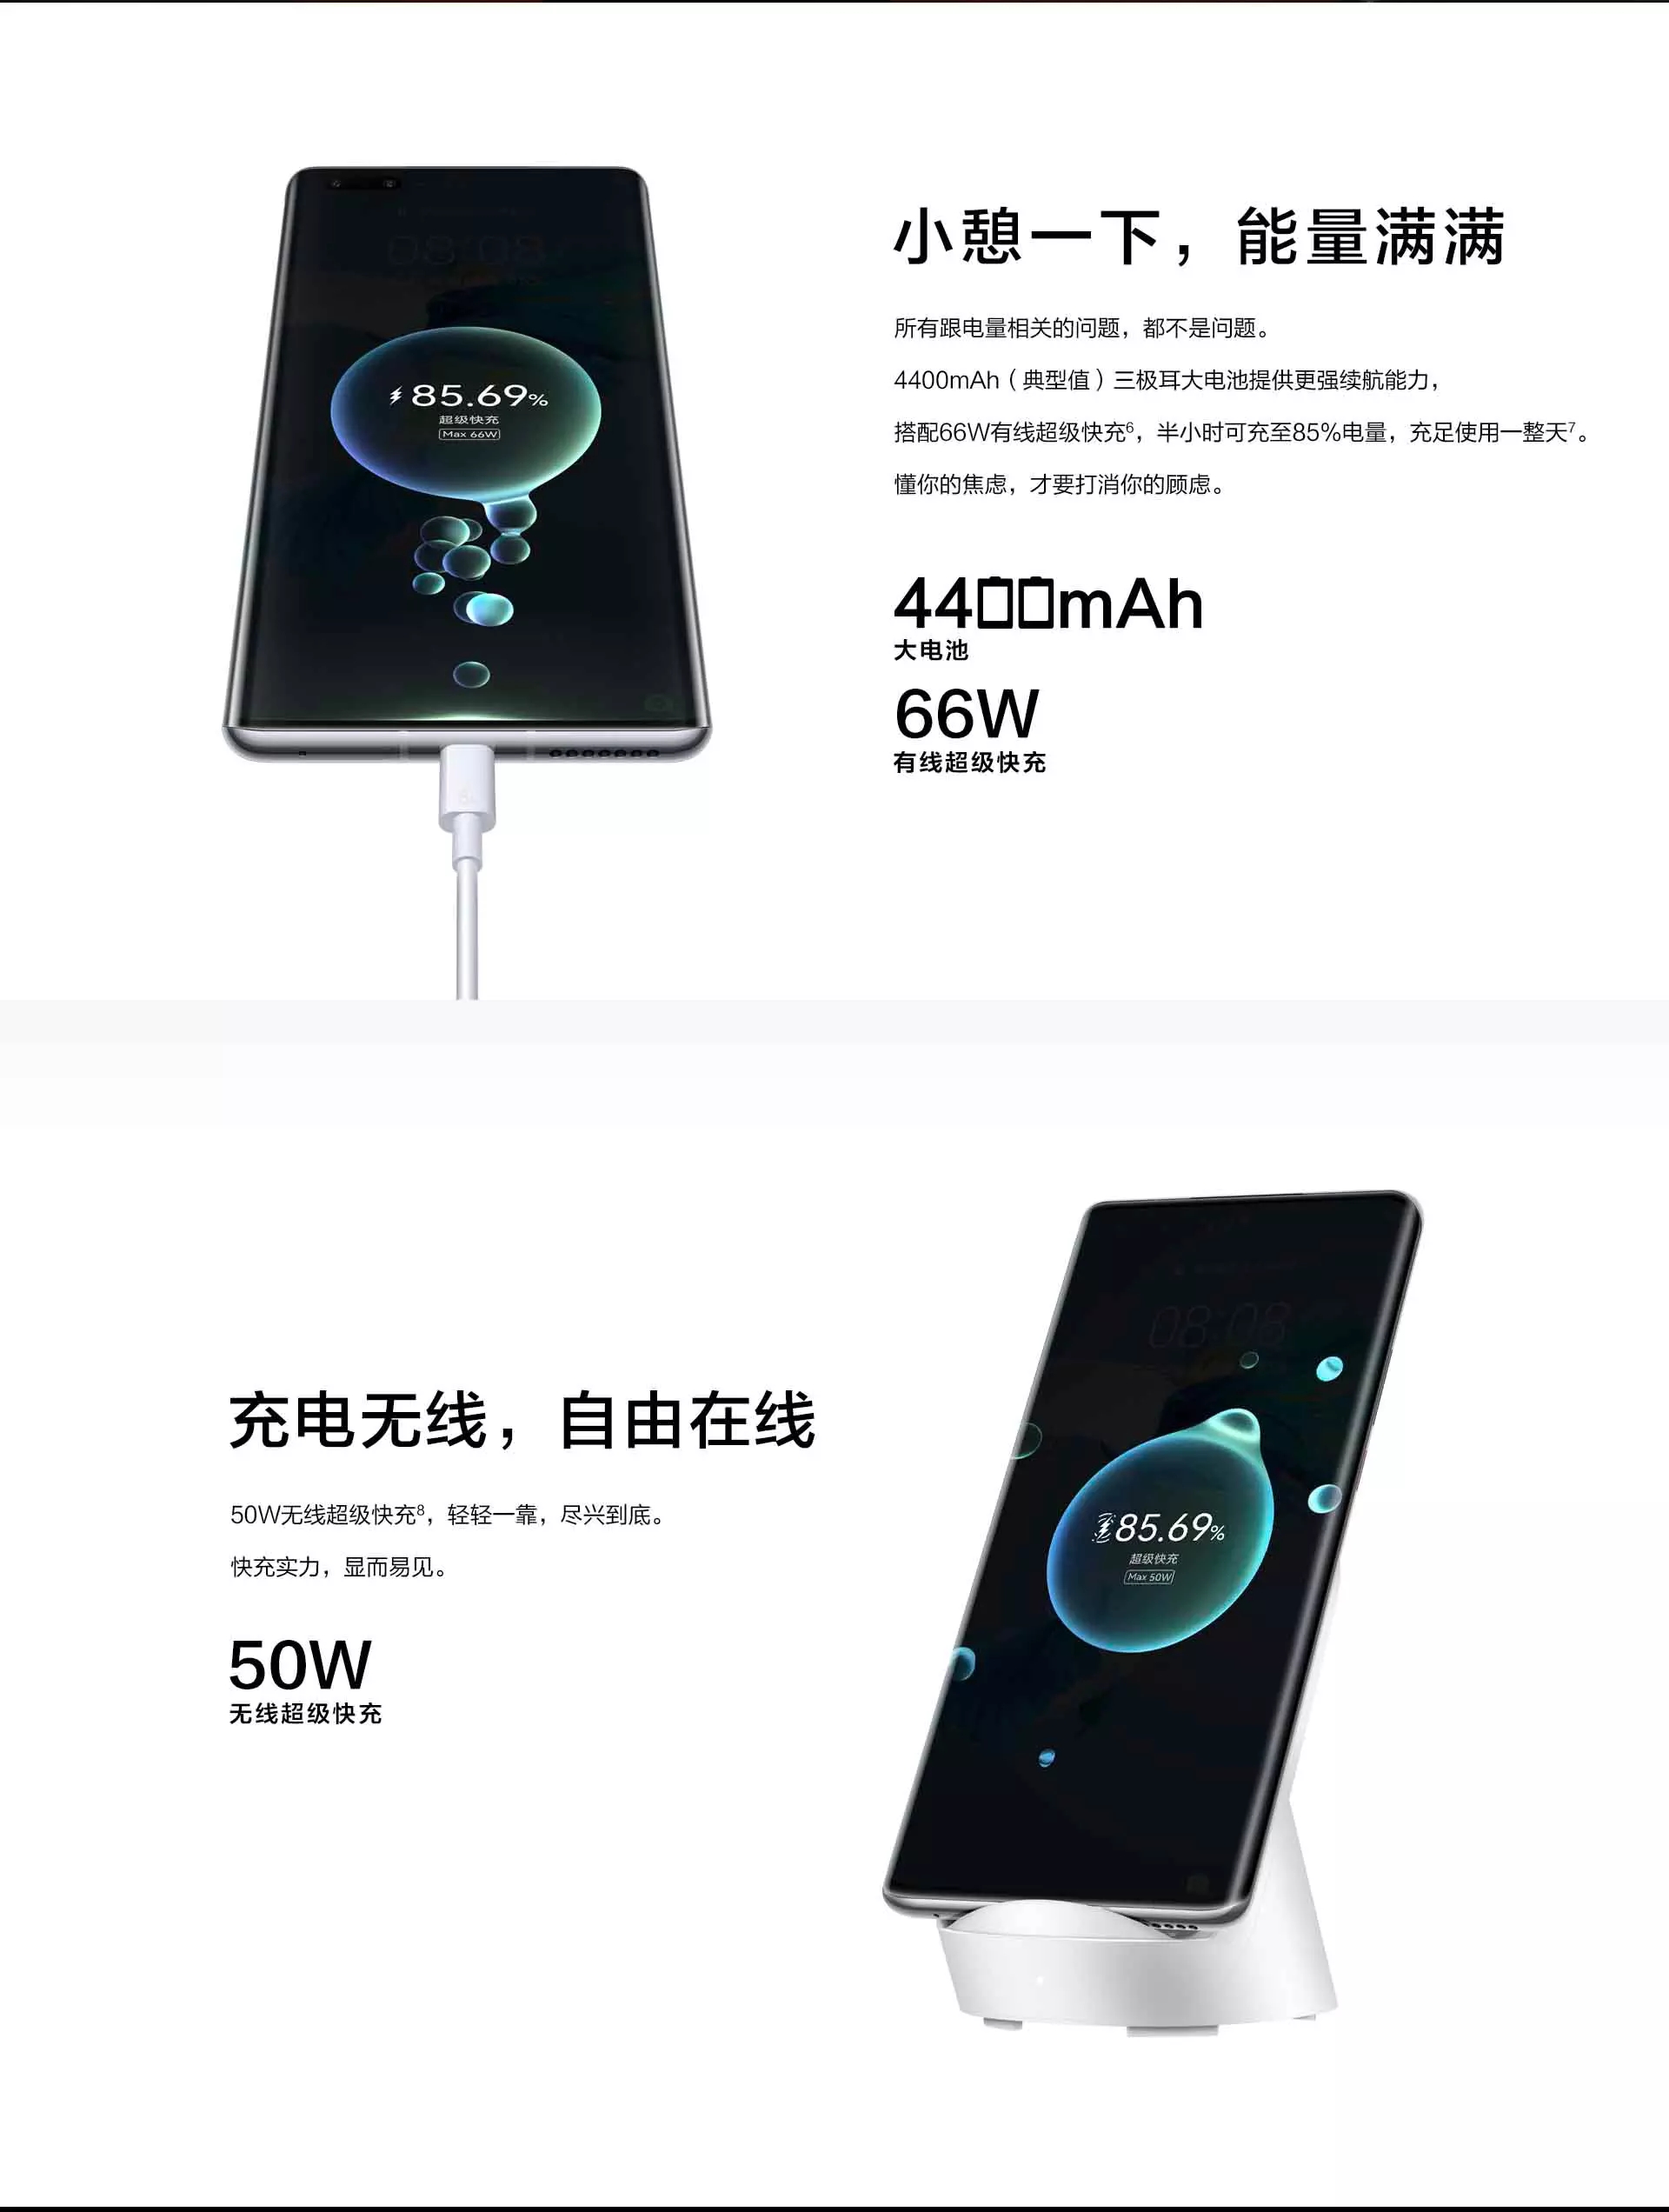 08:08
85.69%
超级快充
Max 66W
小憩一下，能量满满
所有跟电量相关的问题，都不是问题。
4400mAh（典型值）三极耳大电池提供更强续航能力，
搭配66W有线超级快充6，半小时可充至85%电量，充足使用一整天7。
懂你的焦虑，才要打消你的顾虑。
4400mAh
大电池
66W
有线超级快充
充电无线，自由在线
50W无线超级快充8，轻轻一靠，尽兴到底。
快充实力，显而易见。
50W
无线超级快充
08:08
85.69%
超级快充
Max 50W